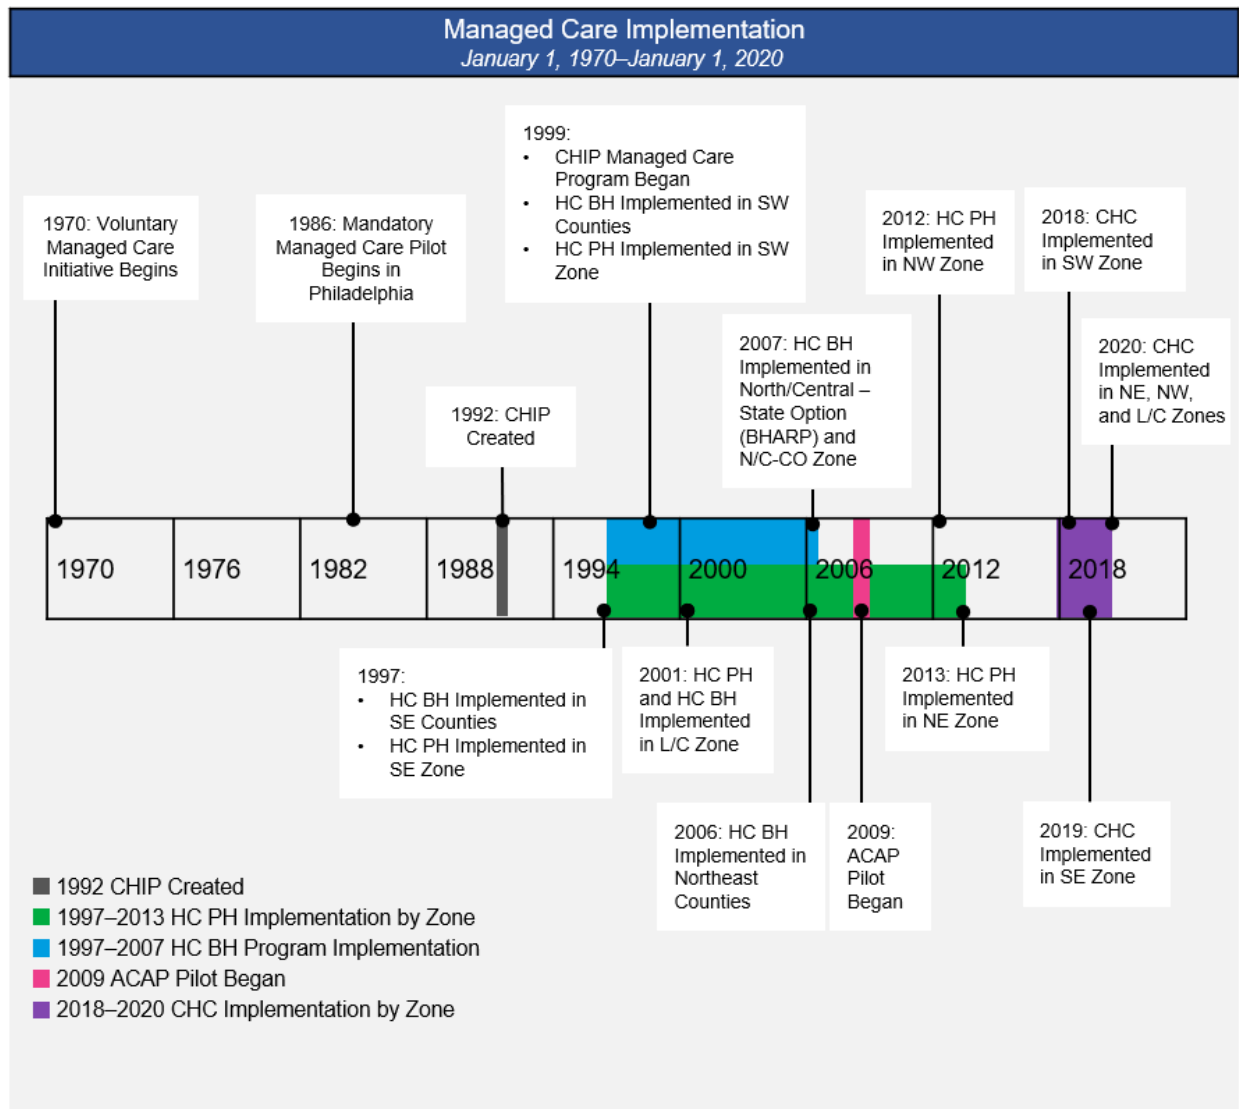 Managed Care Implementation
January 1, 1970–January 1, 2020
1999:
• CHIP Managed Care
Program Began
• HC BH Implemented in SW
Counties
• HC PH Implemented in SW
Zone
1970: Voluntary
Managed Care
Initiative Begins
1986: Mandatory
Managed Care Pilot
Begins in
Philadelphia
2012: HC PH
Implemented
in NW Zone
2018: CHC
Implemented
in SW Zone
2007: HC BH
Implemented in
North/Central –
State Option
(BHARP) and
N/C-CO Zone
2020: CHC
Implemented
in NE, NW,
and L/C Zones
1992: CHIP
Created
1970
1976
1982
1988
1994
2000
2006
2012
2018
1997:
• HC BH Implemented in
SE Counties
• HC PH Implemented in
SE Zone
2001: HC PH
and HC BH
Implemented
in L/C Zone
2013: HC PH
Implemented
in NE Zone
2006: HC BH
Implemented in
Northeast
Counties
2009:
ACAP
Pilot
Began
2019: CHC
Implemented
in SE Zone
1992 CHIP Created
1997–2013 HC PH Implementation by Zone
1997–2007 HC BH Program Implementation
2009 ACAP Pilot Began
2018–2020 CHC Implementation by Zone